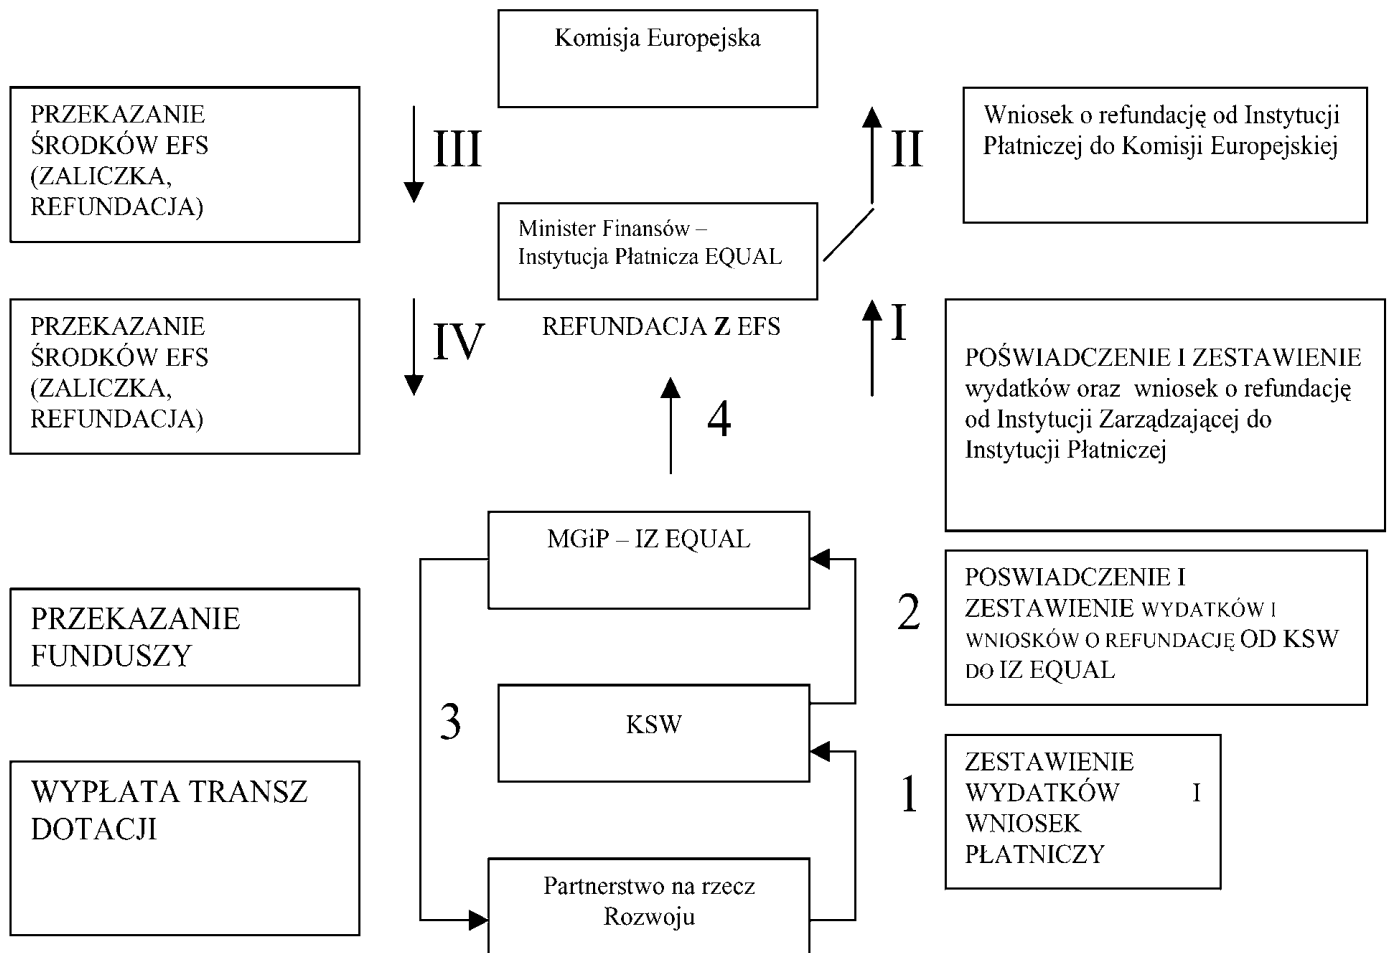 Komisja Europejska
PRZEKAZANIE
ŚRODKÓW EFS
(ZALICZKA,
REFUNDACJA)
III
II
Wniosek o refundację od Instytucji
Płatniczej do Komisji Europejskiej
Minister Finansów –
Instytucja Płatnicza EQUAL
PRZEKAZANIE
ŚRODKÓW EFS
(ZALICZKA,
REFUNDACJA)
IV
REFUNDACJA Z EFS
I
POŚWIADCZENIE I ZESTAWIENIE
wydatków oraz wniosek o refundację
od Instytucji Zarządzającej do
Instytucji Płatniczej
4
MGiP – IZ EQUAL
PRZEKAZANIE
FUNDUSZY
2
POSWIADCZENIE I
ZESTAWIENIE WYDATKÓW I
WNIOSKÓW O REFUNDACJĘ OD KSW
DO IZ EQUAL
3
KSW
WYPŁATA TRANSZ
DOTACJI
1
ZESTAWIENIE
WYDATKÓW I
WNIOSEK
PŁATNICZY
Partnerstwo na rzecz
Rozwoju